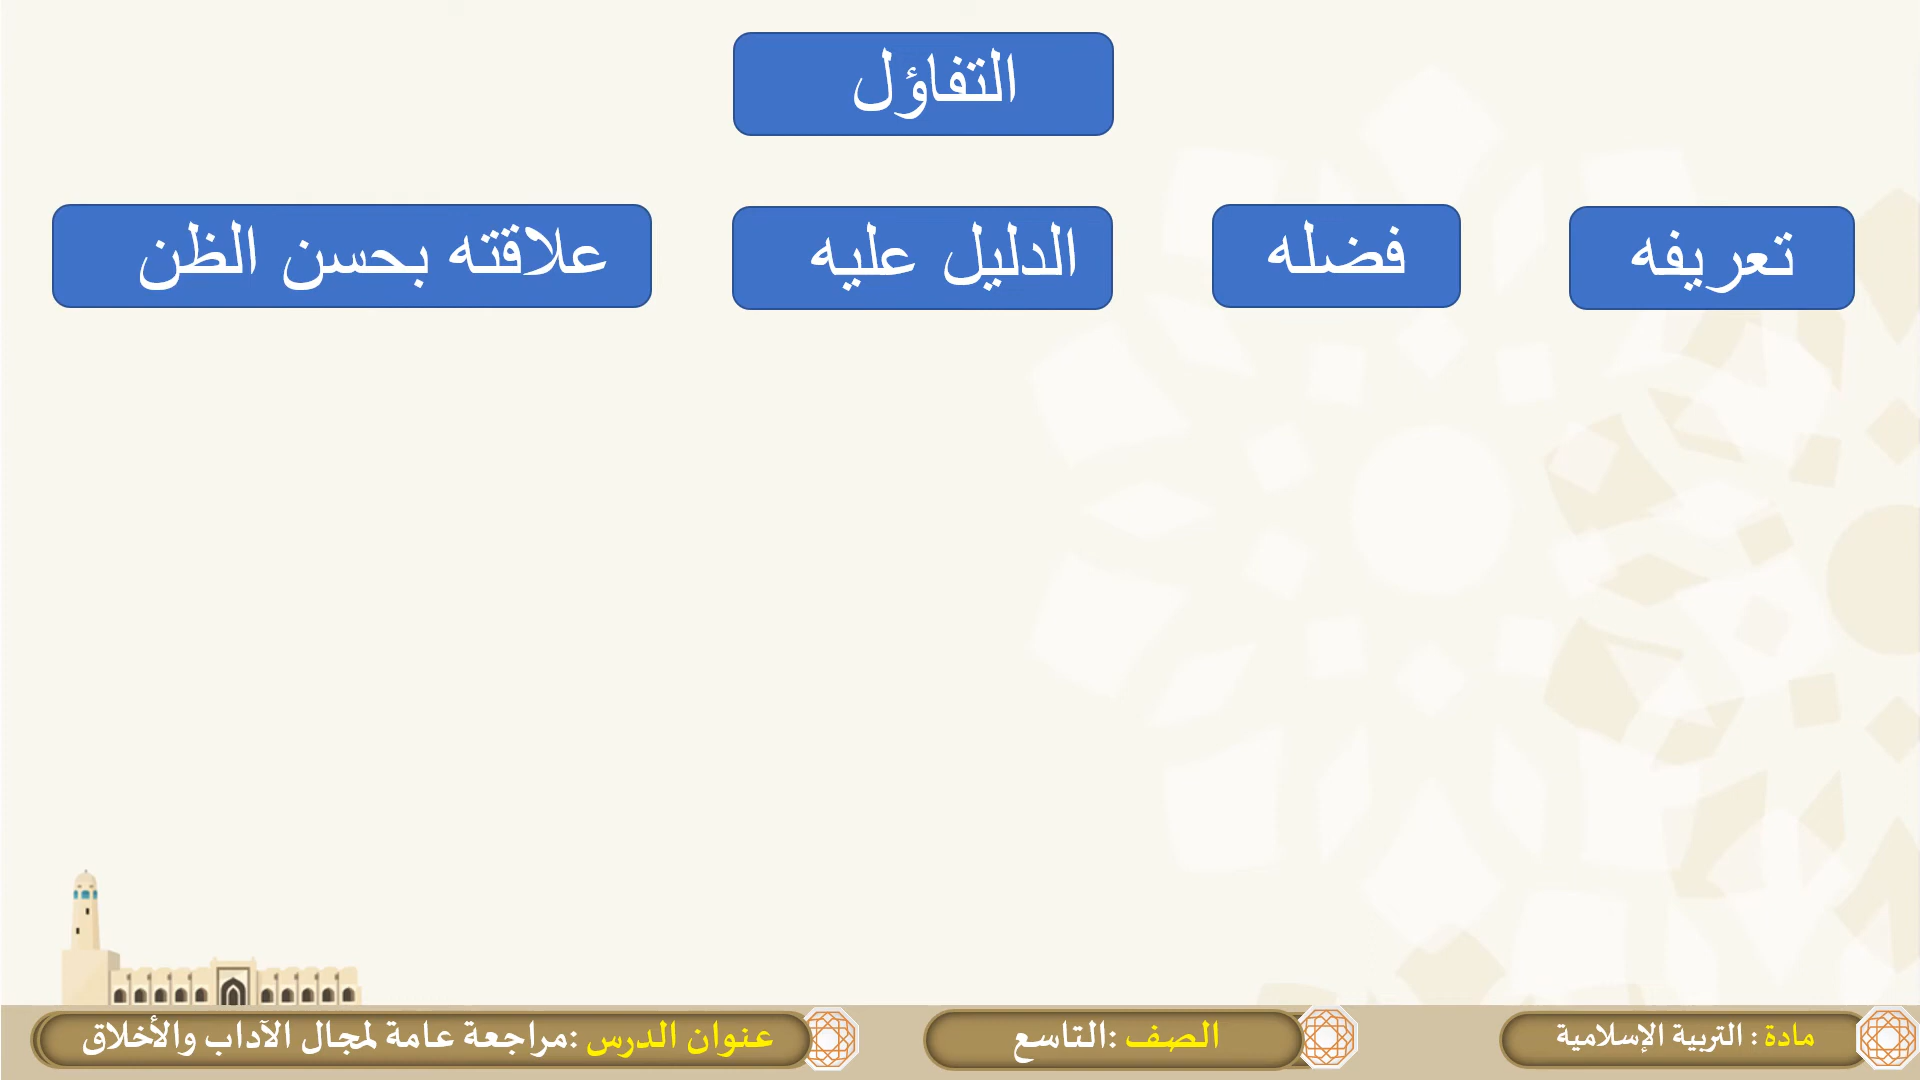 التفاؤل
تعريفه
فضله
الدليل عليه
علاقته بحسن الظن
مادة : التربية الإسلامية
الصف :التاسع
عنوان الدرس :مراجعة عامة لمجال الآداب والأخلاق